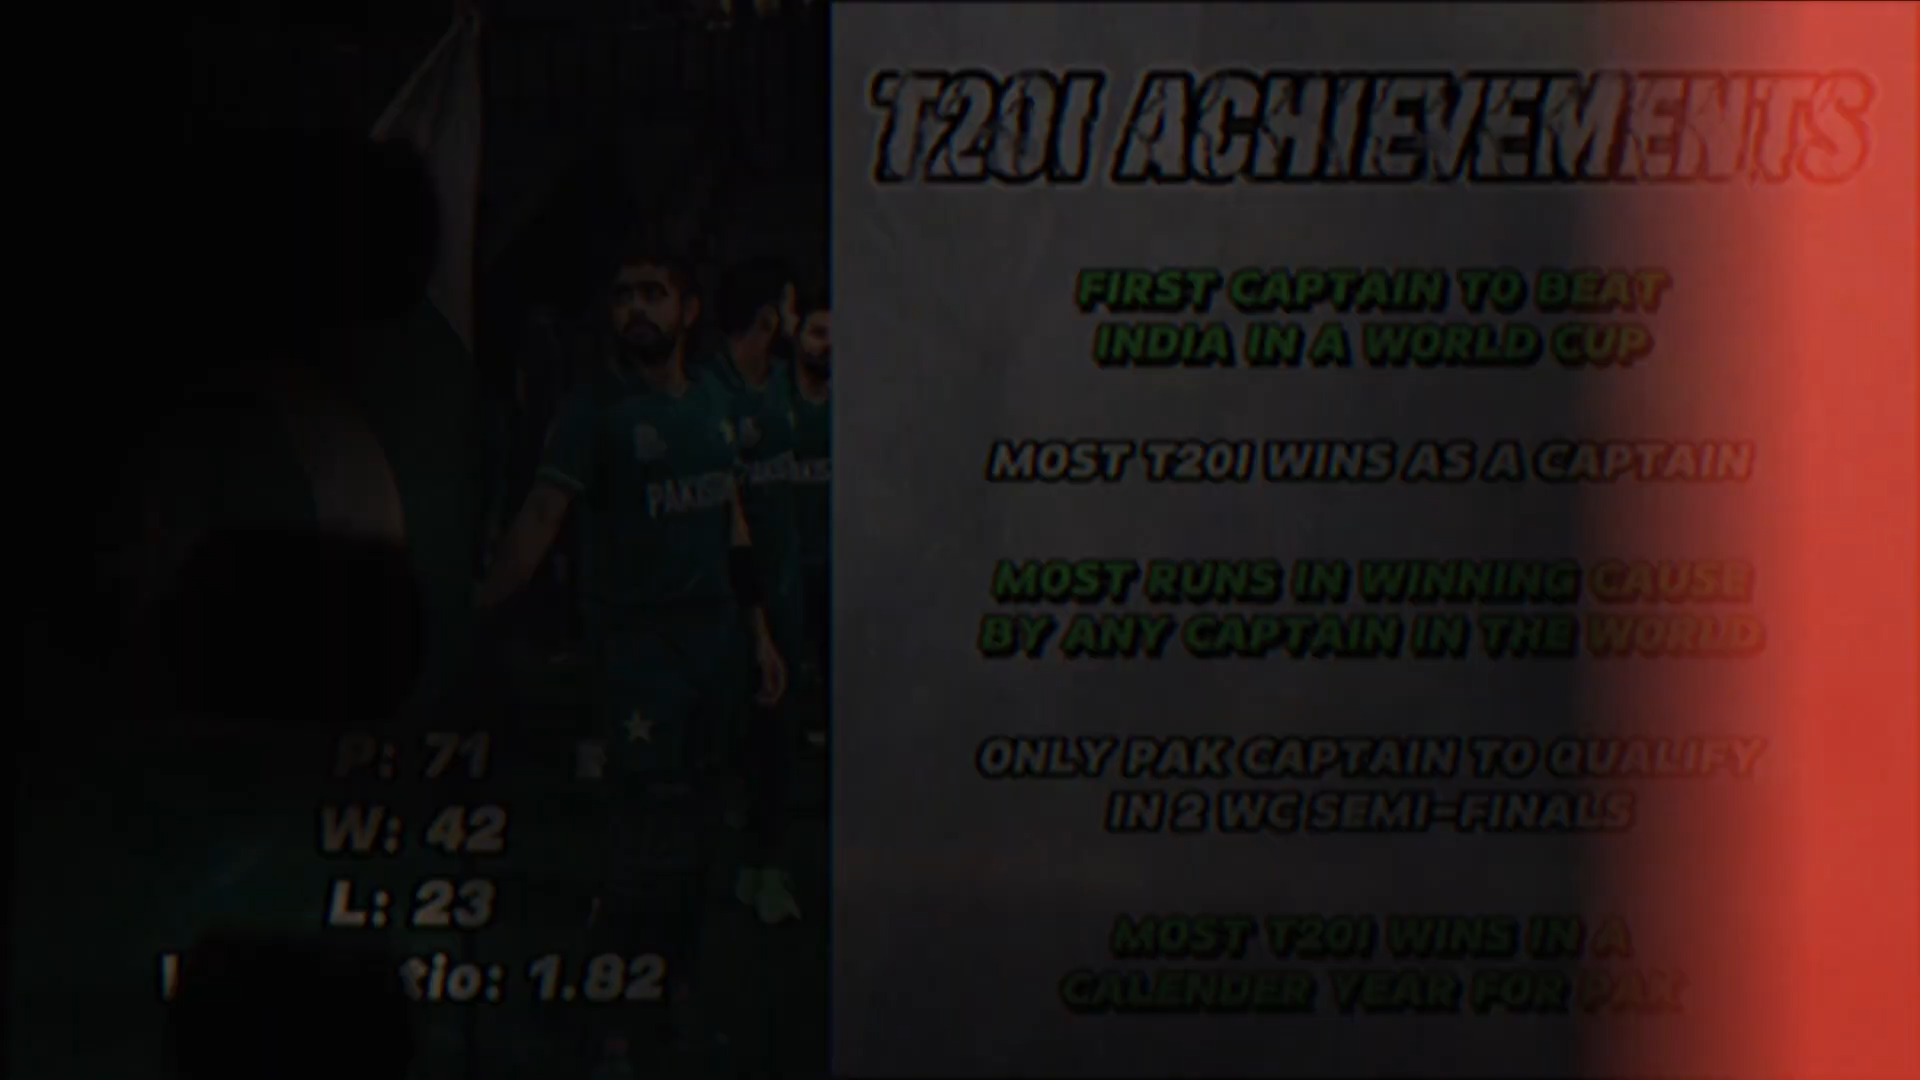 T20I ACHIEVEMENTS
FIRST CAPTAIN TO BEAT
INDIA IN A WORLD CUP
MOST T20I WINS AS A CAPTAIN
MOST RUNS IN WINNING CAUSE
BY ANY CAPTAIN IN THE WORLD
ONLY PAK CAPTAIN TO QUALIFY
IN 2 WC SEMI-FINALS
MOST T20I WINS IN A
CALENDER YEAR FOR PAK
P: 71
W: 42
L: 23
1.82